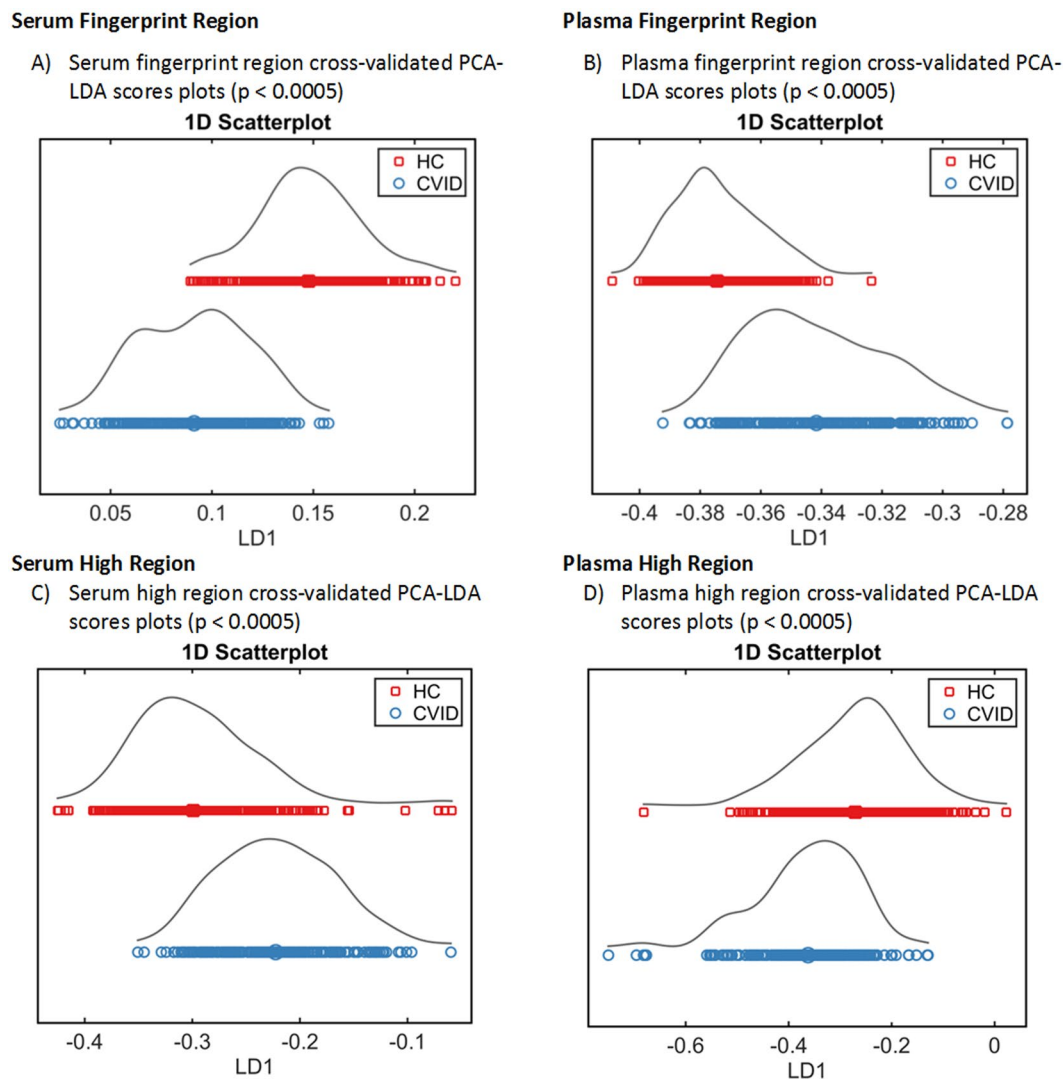 Serum Fingerprint Region
A) Serum fingerprint region cross-validated PCA-
LDA scores plots (p < 0.0005)
1D Scatterplot
HC
CVID
0.05 0.1 0.15 0.2
LD1
Plasma Fingerprint Region
B) Plasma fingerprint region cross-validated PCA-
LDA scores plots (p < 0.0005)
1D Scatterplot
HC
CVID
-0.4 -0.38 -0.36 -0.34 -0.32 -0.3 -0.28
LD1
Serum High Region
C) Serum high region cross-validated PCA-LDA
scores plots (p < 0.0005)
1D Scatterplot
HC
CVID
-0.4 -0.3 -0.2 -0.1
LD1
Plasma High Region
D) Plasma high region cross-validated PCA-LDA
scores plots (p < 0.0005)
1D Scatterplot
HC
CVID
-0.6 -0.4 -0.2 0
LD1